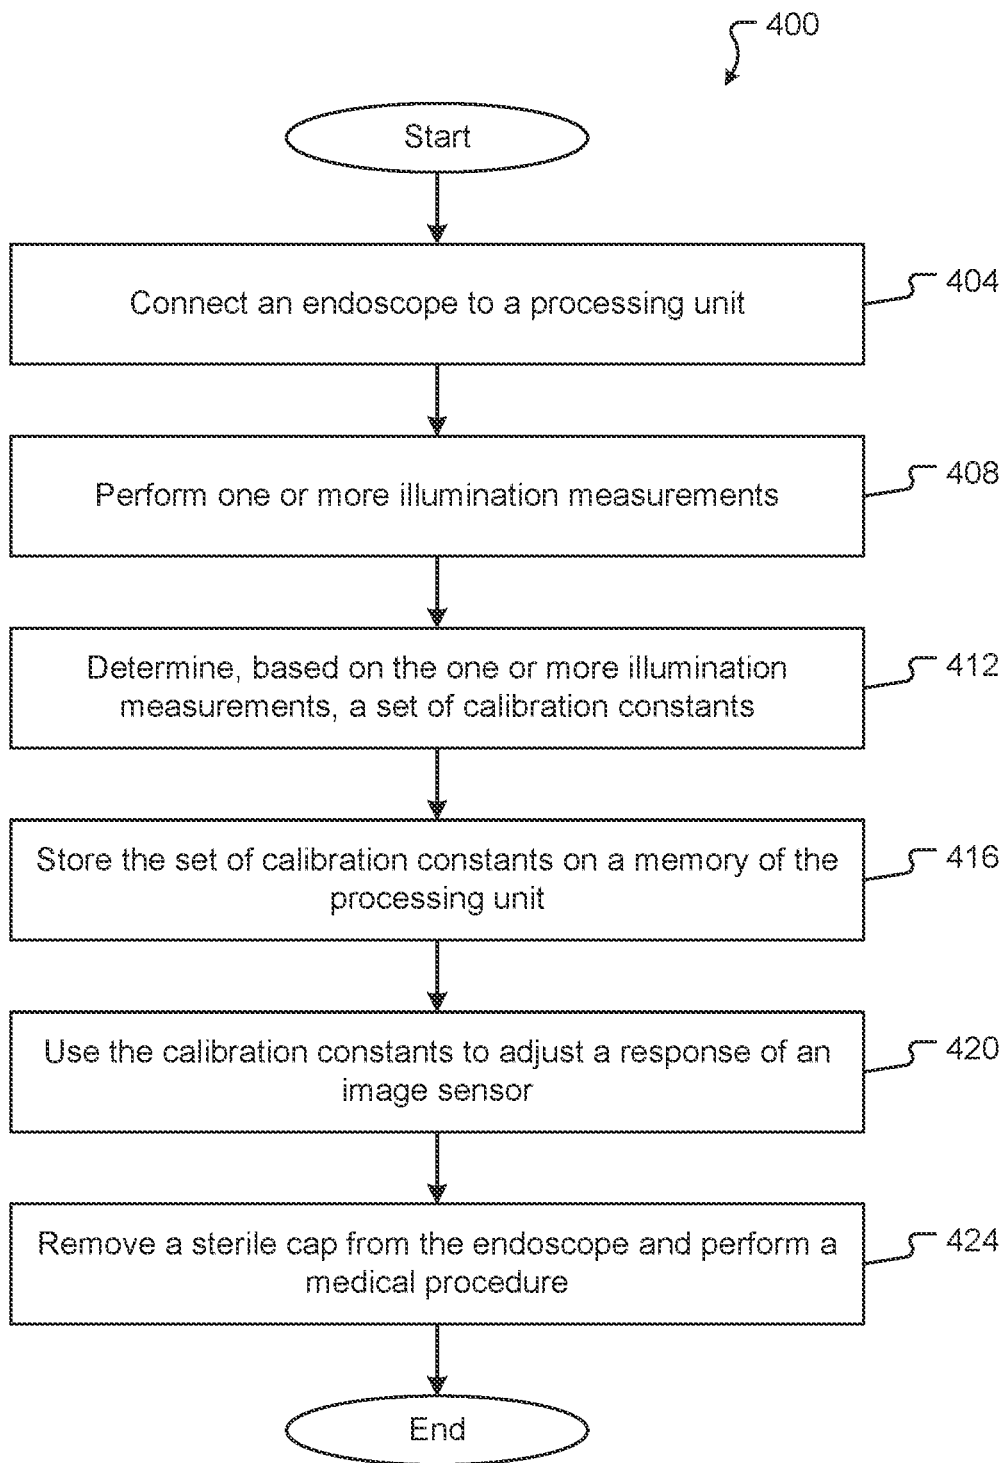 400
Start
Connect an endoscope to a processing unit
404
Perform one or more illumination measurements
408
Determine, based on the one or more illumination
measurements, a set of calibration constants
412
Store the set of calibration constants on a memory of the
processing unit
416
Use the calibration constants to adjust a response of an
image sensor
420
Remove a sterile cap from the endoscope and perform a
medical procedure
424
End